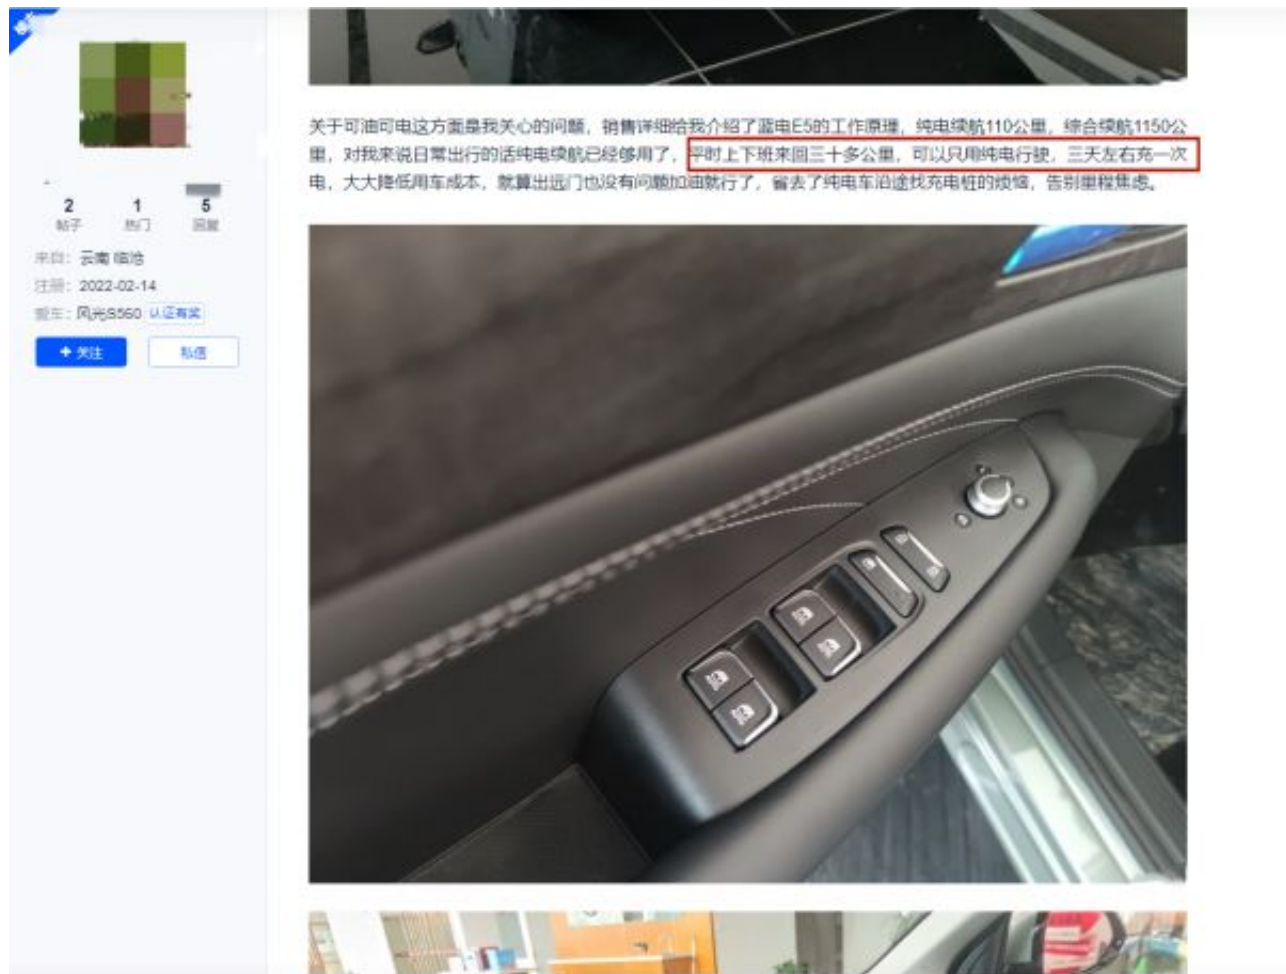 2 1 5
帖子 热门 回复
来自：云南 临沧
注册：2022-02-14
爱车：风光S560 认证有奖
+ 关注 私信
关于可油可电这方面是我关心的问题，销售详细给我介绍了蓝电E5的工作原理，纯电续航110公里，综合续航1150公
里，对我来说日常出行的话纯电续航已经够用了，平时上下班来回三十多公里，可以只用纯电行驶，三天左右充一次
电，大大降低用车成本，就算出远门也没有问题加油就行了，省去了纯电车沿途找充电桩的烦恼，告别里程焦虑。